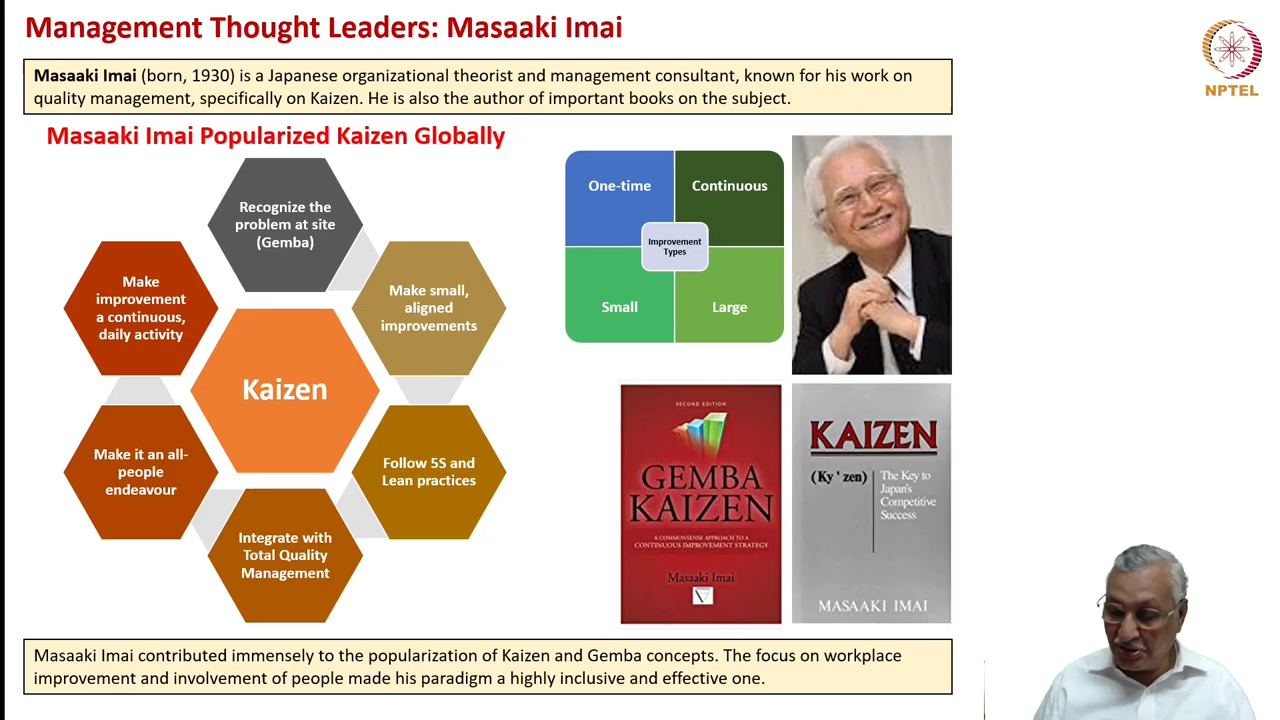 Management Thought Leaders: Masaaki Imai
NPTEL
Masaaki Imai (born, 1930) is a Japanese organizational theorist and management consultant, known for his work on
quality management, specifically on Kaizen. He is also the author of important books on the subject.
Masaaki Imai Popularized Kaizen Globally
Recognize the
problem at site
(Gemba)
Make small,
aligned
improvements
Follow 5S and
Lean practices
Integrate with
Total Quality
Management
Make it an all-
people
endeavour
Make
improvement
a continuous,
daily activity
Kaizen
One-time
Continuous
Improvement
Types
Small
Large
SECOND EDITION
GEMBA
KAIZEN
A COMMONSENSE APPROACH TO A
CONTINUOUS IMPROVEMENT STRATEGY
Masaaki Imai
KAIZEN
(Ky ' zen)
The Key to
Japan's
Competitive
Success
MASAAKI IMAI
Masaaki Imai contributed immensely to the popularization of Kaizen and Gemba concepts. The focus on workplace
improvement and involvement of people made his paradigm a highly inclusive and effective one.